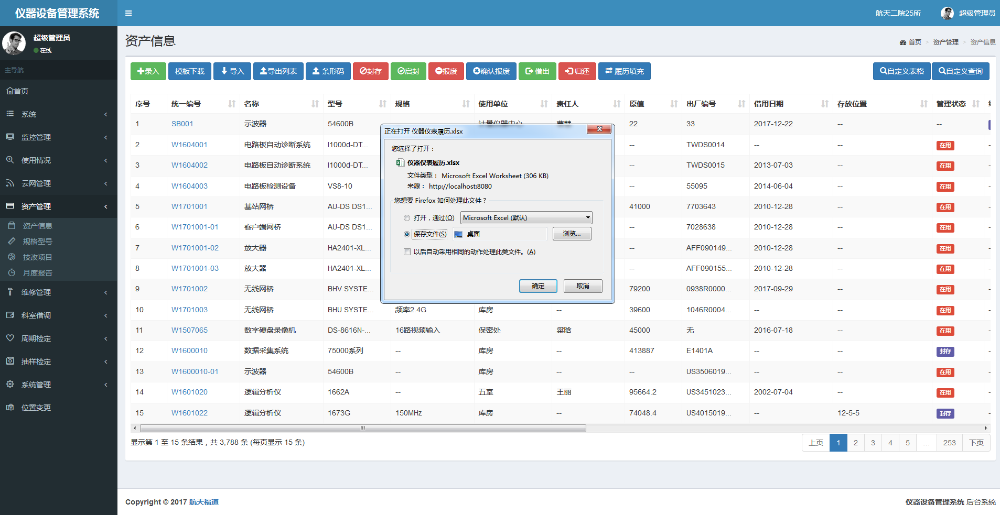 仪器设备管理系统
航天二院25所
超级管理员
超级管理员
在线
主导航
首页
系统
监控管理
使用情况
云网管理
资产管理
资产信息
规格型号
技改项目
月度报告
维修管理
科室借调
周期检定
抽样检定
系统管理
位置变更
资产信息
首页 > 资产管理 > 资产信息
录入 模板下载 导入 导出列表 条形码 封存 启封 报废 确认报废 借出 归还 履历填充 自定义表格 自定义查询
序号 统一编号 名称 型号 规格 使用单位 责任人 原值 出厂编号 借用日期 存放位置 管理状态
1 SB001 示波器 54600B 计量仪器中心 22 33 2017-12-22 -- --
2 W1604001 电路板自动诊断系统 I1000d-DT... -- TWDS0014 -- -- 在用 -
3 W1604002 电路板自动诊断系统 I1000d-DT... -- TWDS0015 2013-07-03 -- 在用 -
4 W1604003 电路板检测设备 VS8-10 -- 55095 2014-06-04 -- 在用 -
5 W1701001 基站网桥 AU-DS DS1... 41000 7703643 2010-12-28 -- 在用 -
6 W1701001-01 客户端网桥 AU-DS DS1... -- 7028638 2010-12-28 -- 在用 -
7 W1701001-02 放大器 HA2401-XL... -- AFF090149... 2010-12-28 -- 在用 -
8 W1701001-03 放大器 HA2401-XL... -- AFF090155... 2010-12-28 -- 在用 -
9 W1701002 无线网桥 BHV SYSTE... 79200 0938R0000... 2017-09-29 -- 在用 -
10 W1701003 无线网桥 BHU SYSTE... 频率2.4G 库房 -- 39600 1046R0004... -- -- 在用 -
11 W1507065 数字硬盘录像机 DS-8616N-... 16路视频输入 保密处 梁晗 45000 无 2016-07-18 -- 在用 -
12 W1600010 数据采集系统 75000系列 -- 库房 -- 413887 E1401A -- -- 封存 -
13 W1600010-01 示波器 54600B -- 库房 -- -- US3506019... -- -- 在用 -
14 W1601020 逻辑分析仪 1662A -- 五室 王丽 95664.2 US3451023... 2002-07-04 -- 在用 -
15 W1601022 逻辑分析仪 1673G 150MHz 库房 -- 74048.4 US4015019... -- 12-5-5 封存 -
正在打开 仪器仪表履历.xlsx
您选择了打开：
仪器仪表履历.xlsx
文件类型： Microsoft Excel Worksheet (306 KB)
来源： http://localhost:8080
您想要 Firefox 如何处理此文件？
打开，通过(O) Microsoft Excel (默认)
保存文件(S) 桌面 浏览...
以后自动采用相同的动作处理此类文件。(A)
确定 取消
显示第 1 至 15 条结果，共 3,788 条 (每页显示 15 条)
上页 1 2 3 4 5 ... 253 下页
Copyright © 2017 航天福道
仪器设备管理系统 后台系统